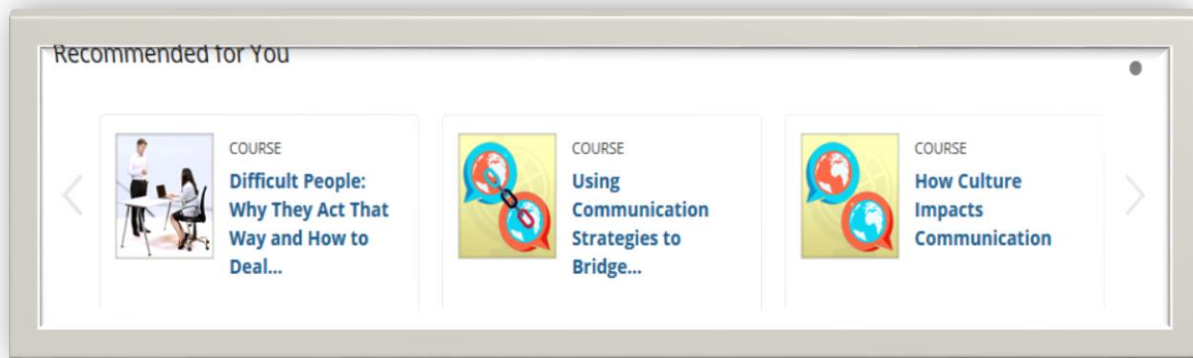 Recommended for You
COURSE
Difficult People:
Why They Act That
Way and How to
Deal...
COURSE
Using
Communication
Strategies to
Bridge...
COURSE
How Culture
Impacts
Communication